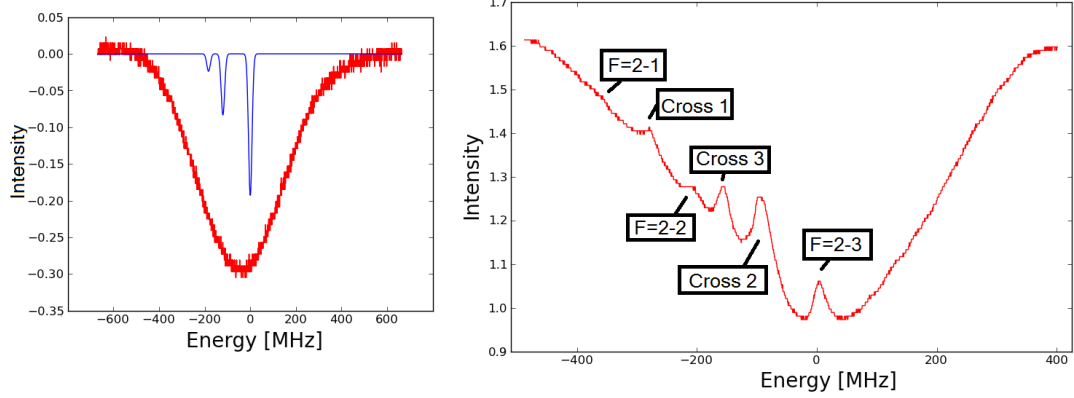 0.05
0.00
−0.05
−0.10
−0.15
−0.20
−0.25
−0.30
−0.35
Intensity
−600 −400 −200 0 200 400 600
Energy [MHz]
1.7
1.6
1.5
1.4
1.3
1.2
1.1
1.0
0.9
Intensity
F=2-1
Cross 1
Cross 3
F=2-2
F=2-3
Cross 2
−400 −200 0 200 400
Energy [MHz]